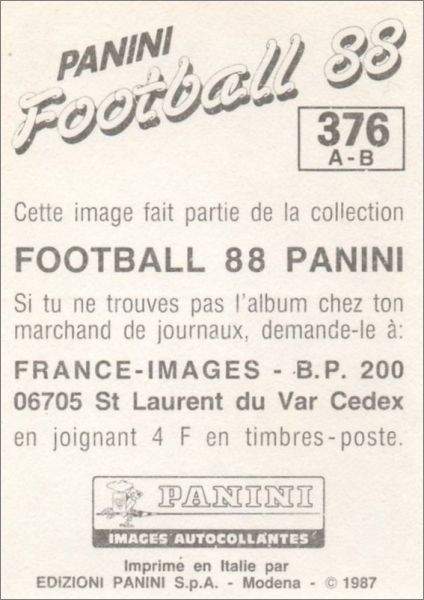 PANINI
Football 88
376
A-B
Cette image fait partie de la collection
FOOTBALL 88 PANINI
Si tu ne trouves pas l'album chez ton
marchand de journaux, demande-le à:
FRANCE-IMAGES - B.P. 200
06705 St Laurent du Var Cedex
en joignant 4 F en timbres-poste.
PANINI
IMAGES AUTOCOLLANTES
Imprimé en Italie par
EDIZIONI PANINI S.p.A. - Modena - © 1987